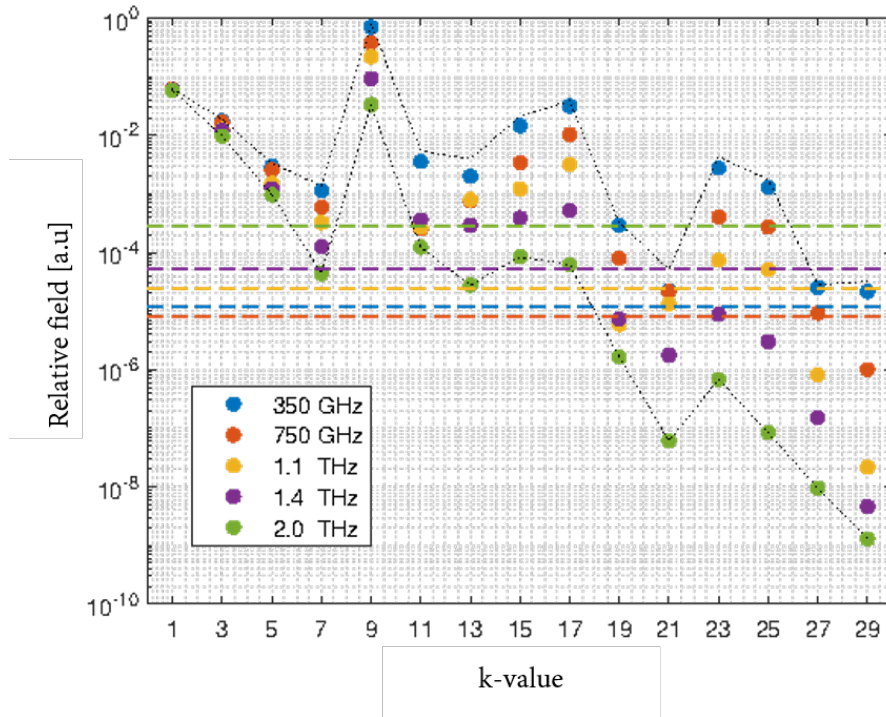 10^0
10^-2
10^-4
10^-6
10^-8
10^-10
Relative field [a.u]
350 GHz
750 GHz
1.1 THz
1.4 THz
2.0 THz
1 3 5 7 9 11 13 15 17 19 21 23 25 27 29
k-value